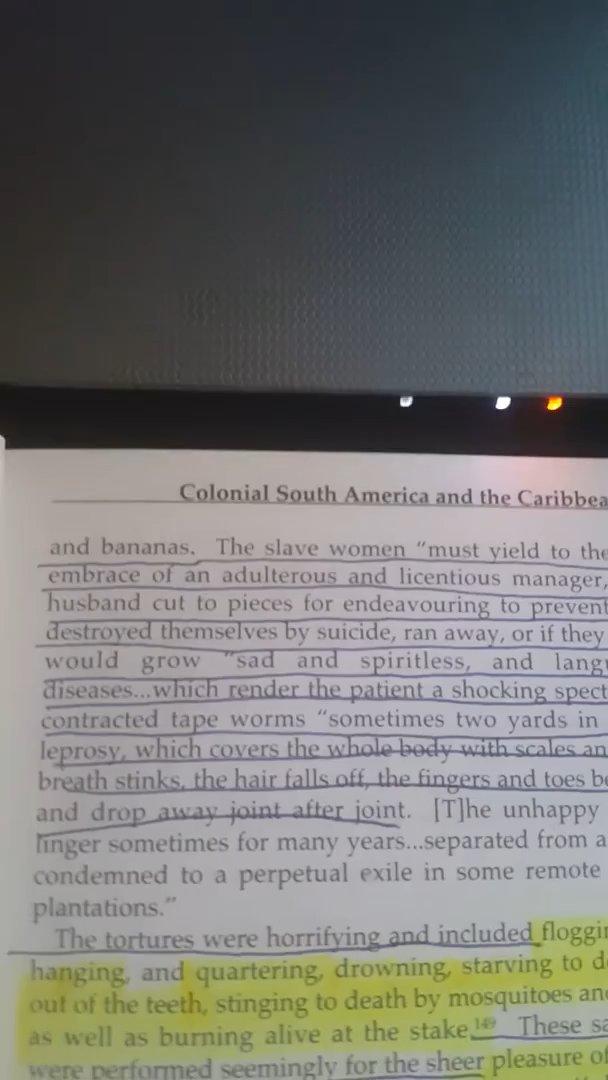 Colonial South America and the Caribbea
and bananas. The slave women "must yield to the
embrace of an adulterous and licentious manager,
husband cut to pieces for endeavouring to prevent
destroyed themselves by suicide, ran away, or if they
would grow "sad and spiritless, and langu
diseases...which render the patient a shocking spect
contracted tape worms "sometimes two yards in
leprosy, which covers the whole body with scales an
breath stinks, the hair falls off, the fingers and toes be
and drop away joint after joint. [T]he unhappy
linger sometimes for many years...separated from a
condemned to a perpetual exile in some remote
plantations."
The tortures were horrifying and included floggin
hanging, and quartering, drowning, starving to de
out of the teeth, stinging to death by mosquitoes and
as well as burning alive at the stake.149 These sa
were performed seemingly for the sheer pleasure of